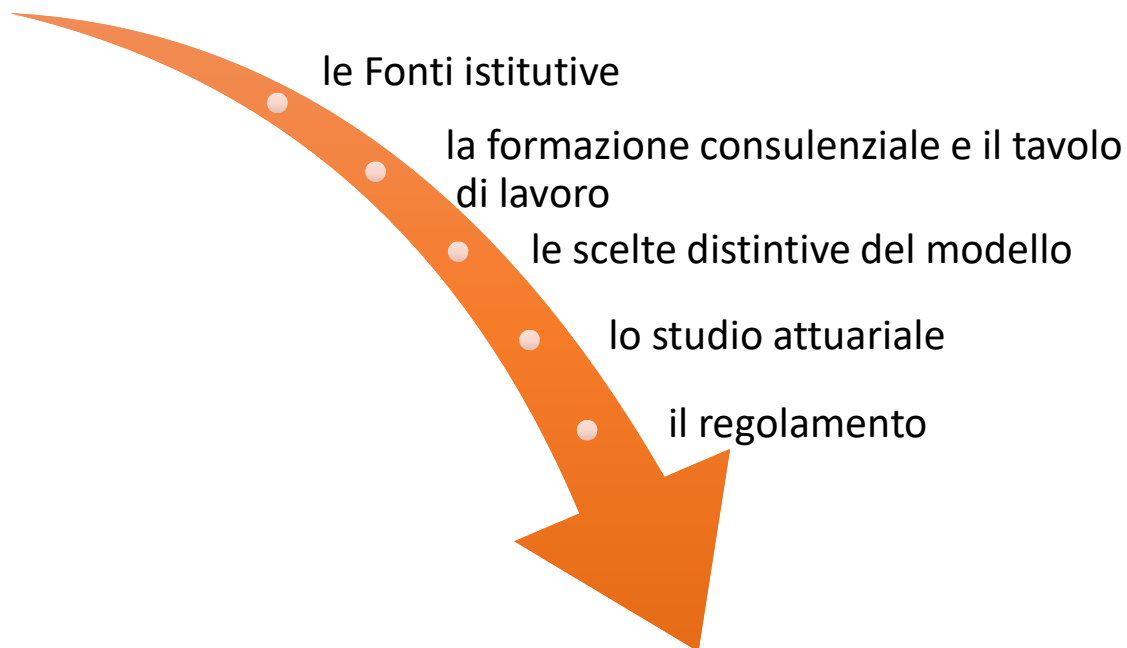 le Fonti istitutive
la formazione consulenziale e il tavolo
di lavoro
le scelte distintive del modello
lo studio attuariale
il regolamento